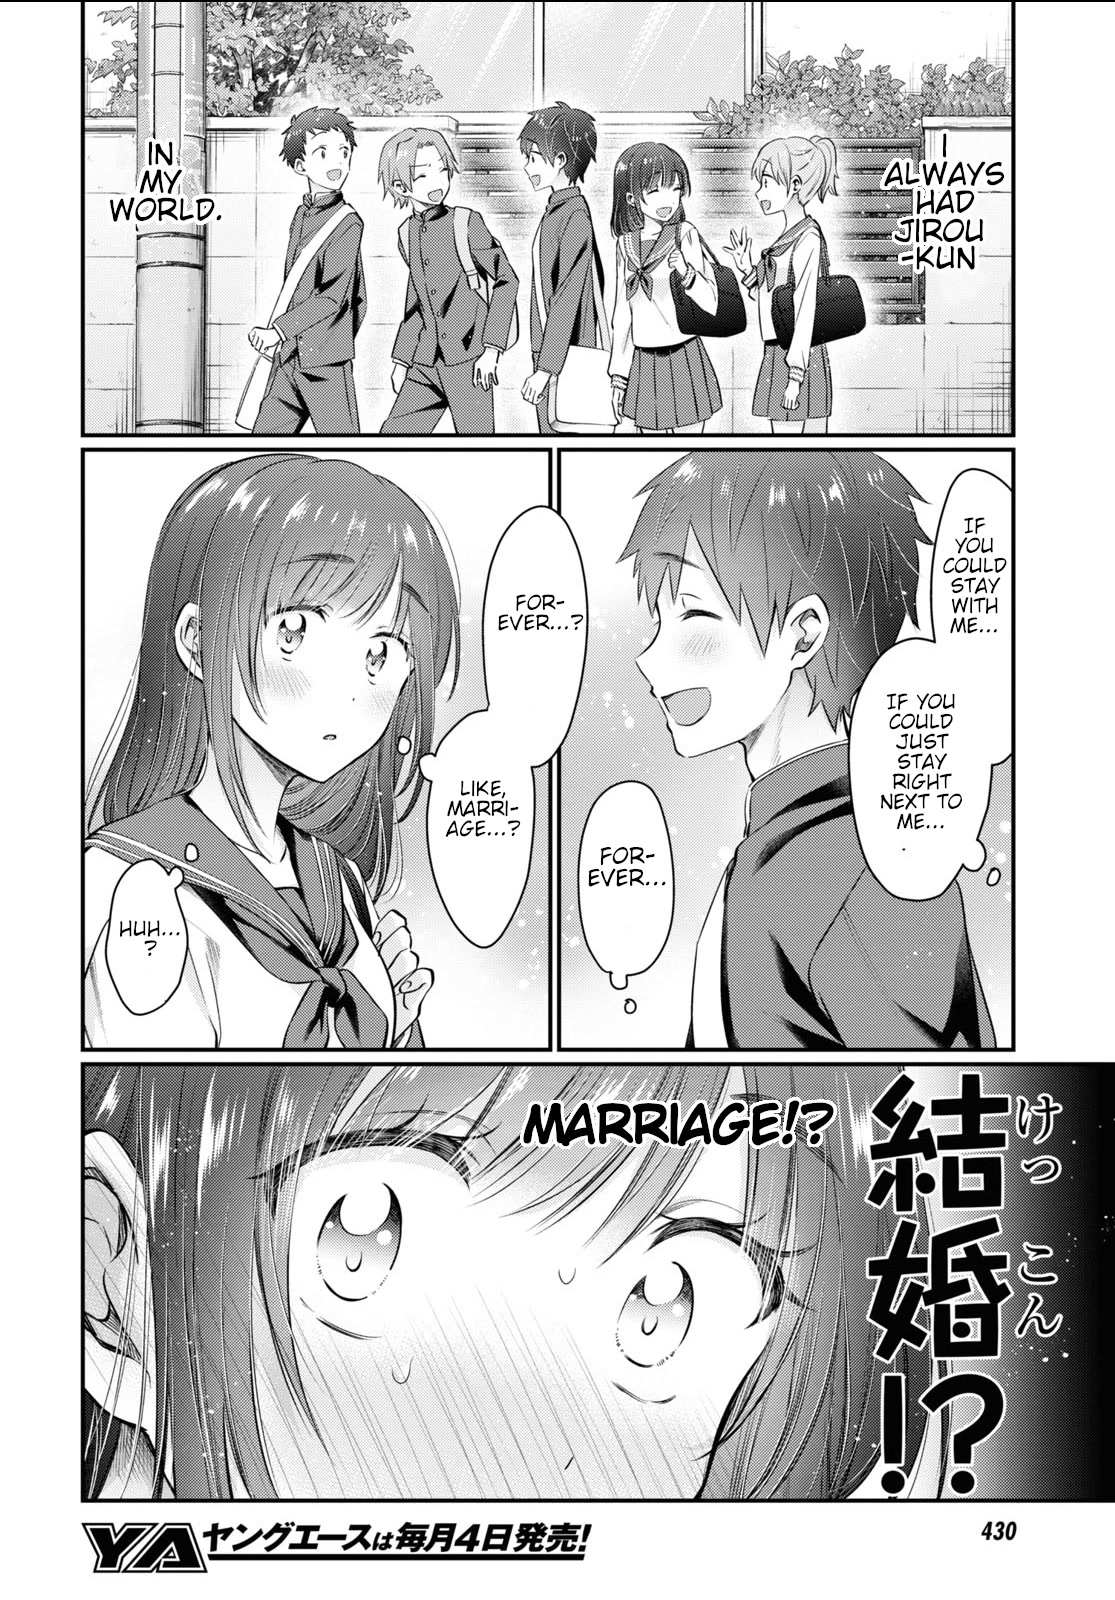 I
ALWAYS
HAD
JIROU
-KUN
IN
MY
WORLD.
IF
YOU
COULD
STAY
WITH
ME...
IF YOU
COULD
JUST
STAY
RIGHT
NEXT TO
ME...
FOR-
EVER...
FOR-
EVER...?
LIKE,
MARRI-
AGE...?
HUH...
?
MARRIAGE!?
結婚!?
けっこん
YA ヤングエースは毎月4日発売!
430